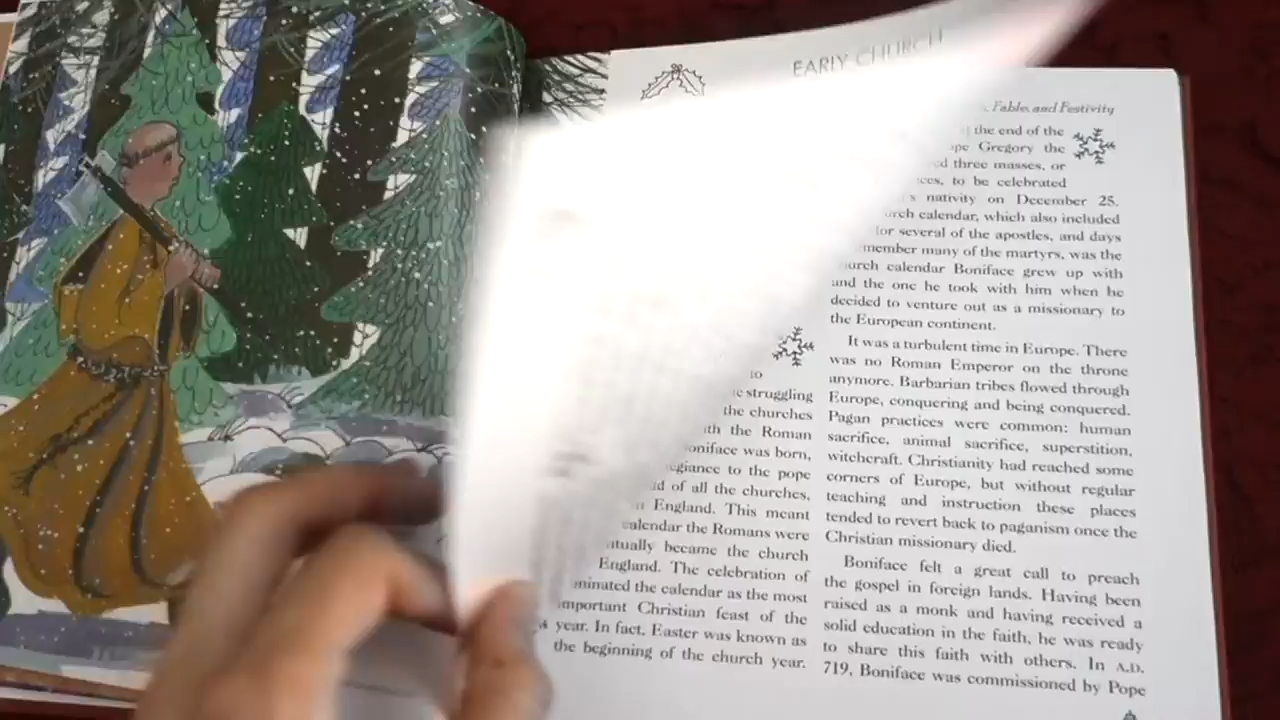 EARLY CHURCH
Fable, and Festivity
to
struggling
the churches
the Roman
Boniface was born,
to the pope
of all the churches,
England. This meant
calendar the Romans were
became the church
England. The celebration of
the calendar as the most
important Christian feast of the
year. In fact, Easter was known as
the beginning of the church year.
the end of the
Gregory the
three masses, or
to be celebrated
nativity on December 25.
calendar, which also included
for several of the apostles, and days
many of the martyrs, was the
calendar Boniface grew up with
and the one he took with him when he
decided to venture out as a missionary to
the European continent.
It was a turbulent time in Europe. There
was no Roman Emperor on the throne
anymore. Barbarian tribes flowed through
Europe, conquering and being conquered.
Pagan practices were common: human
sacrifice, animal sacrifice, superstition,
witchcraft. Christianity had reached some
corners of Europe, but without regular
teaching and instruction these places
tended to revert back to paganism once the
Christian missionary died.
Boniface felt a great call to preach
the gospel in foreign lands. Having been
raised as a monk and having received a
solid education in the faith, he was ready
to share this faith with others. In A.D.
719, Boniface was commissioned by Pope